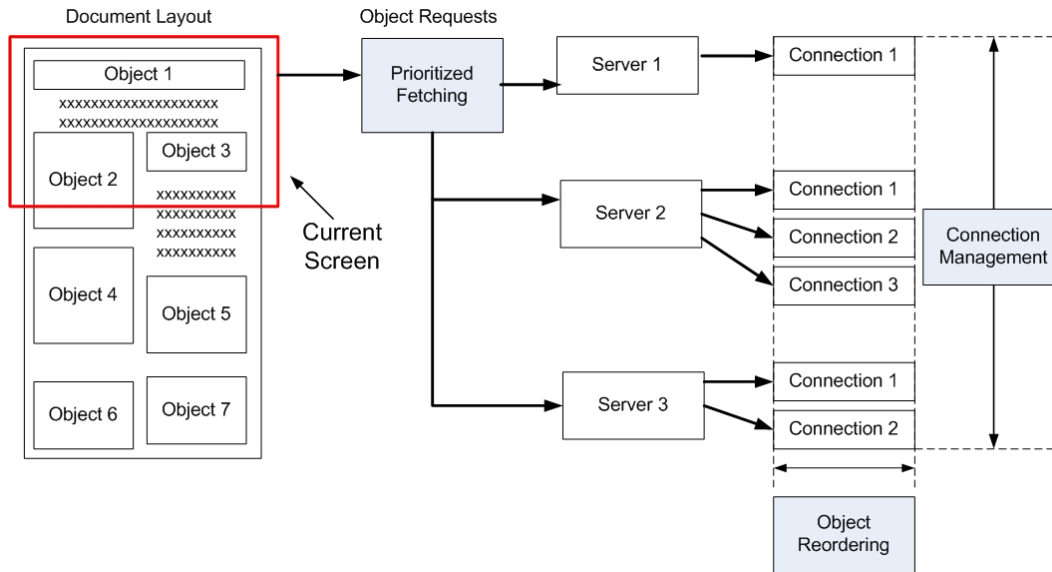 Document Layout
Object Requests
Object 1
xxxxxxxxxxxxxxxxxxxx
xxxxxxxxxxxxxxxxxxxx
Object 2
Object 3
xxxxxxxxxx
xxxxxxxxxx
xxxxxxxxxx
xxxxxxxxxx
Object 4
Object 5
Object 6
Object 7
Current
Screen
Prioritized
Fetching
Server 1
Connection 1
Server 2
Connection 1
Connection 2
Connection 3
Server 3
Connection 1
Connection 2
Connection
Management
Object
Reordering